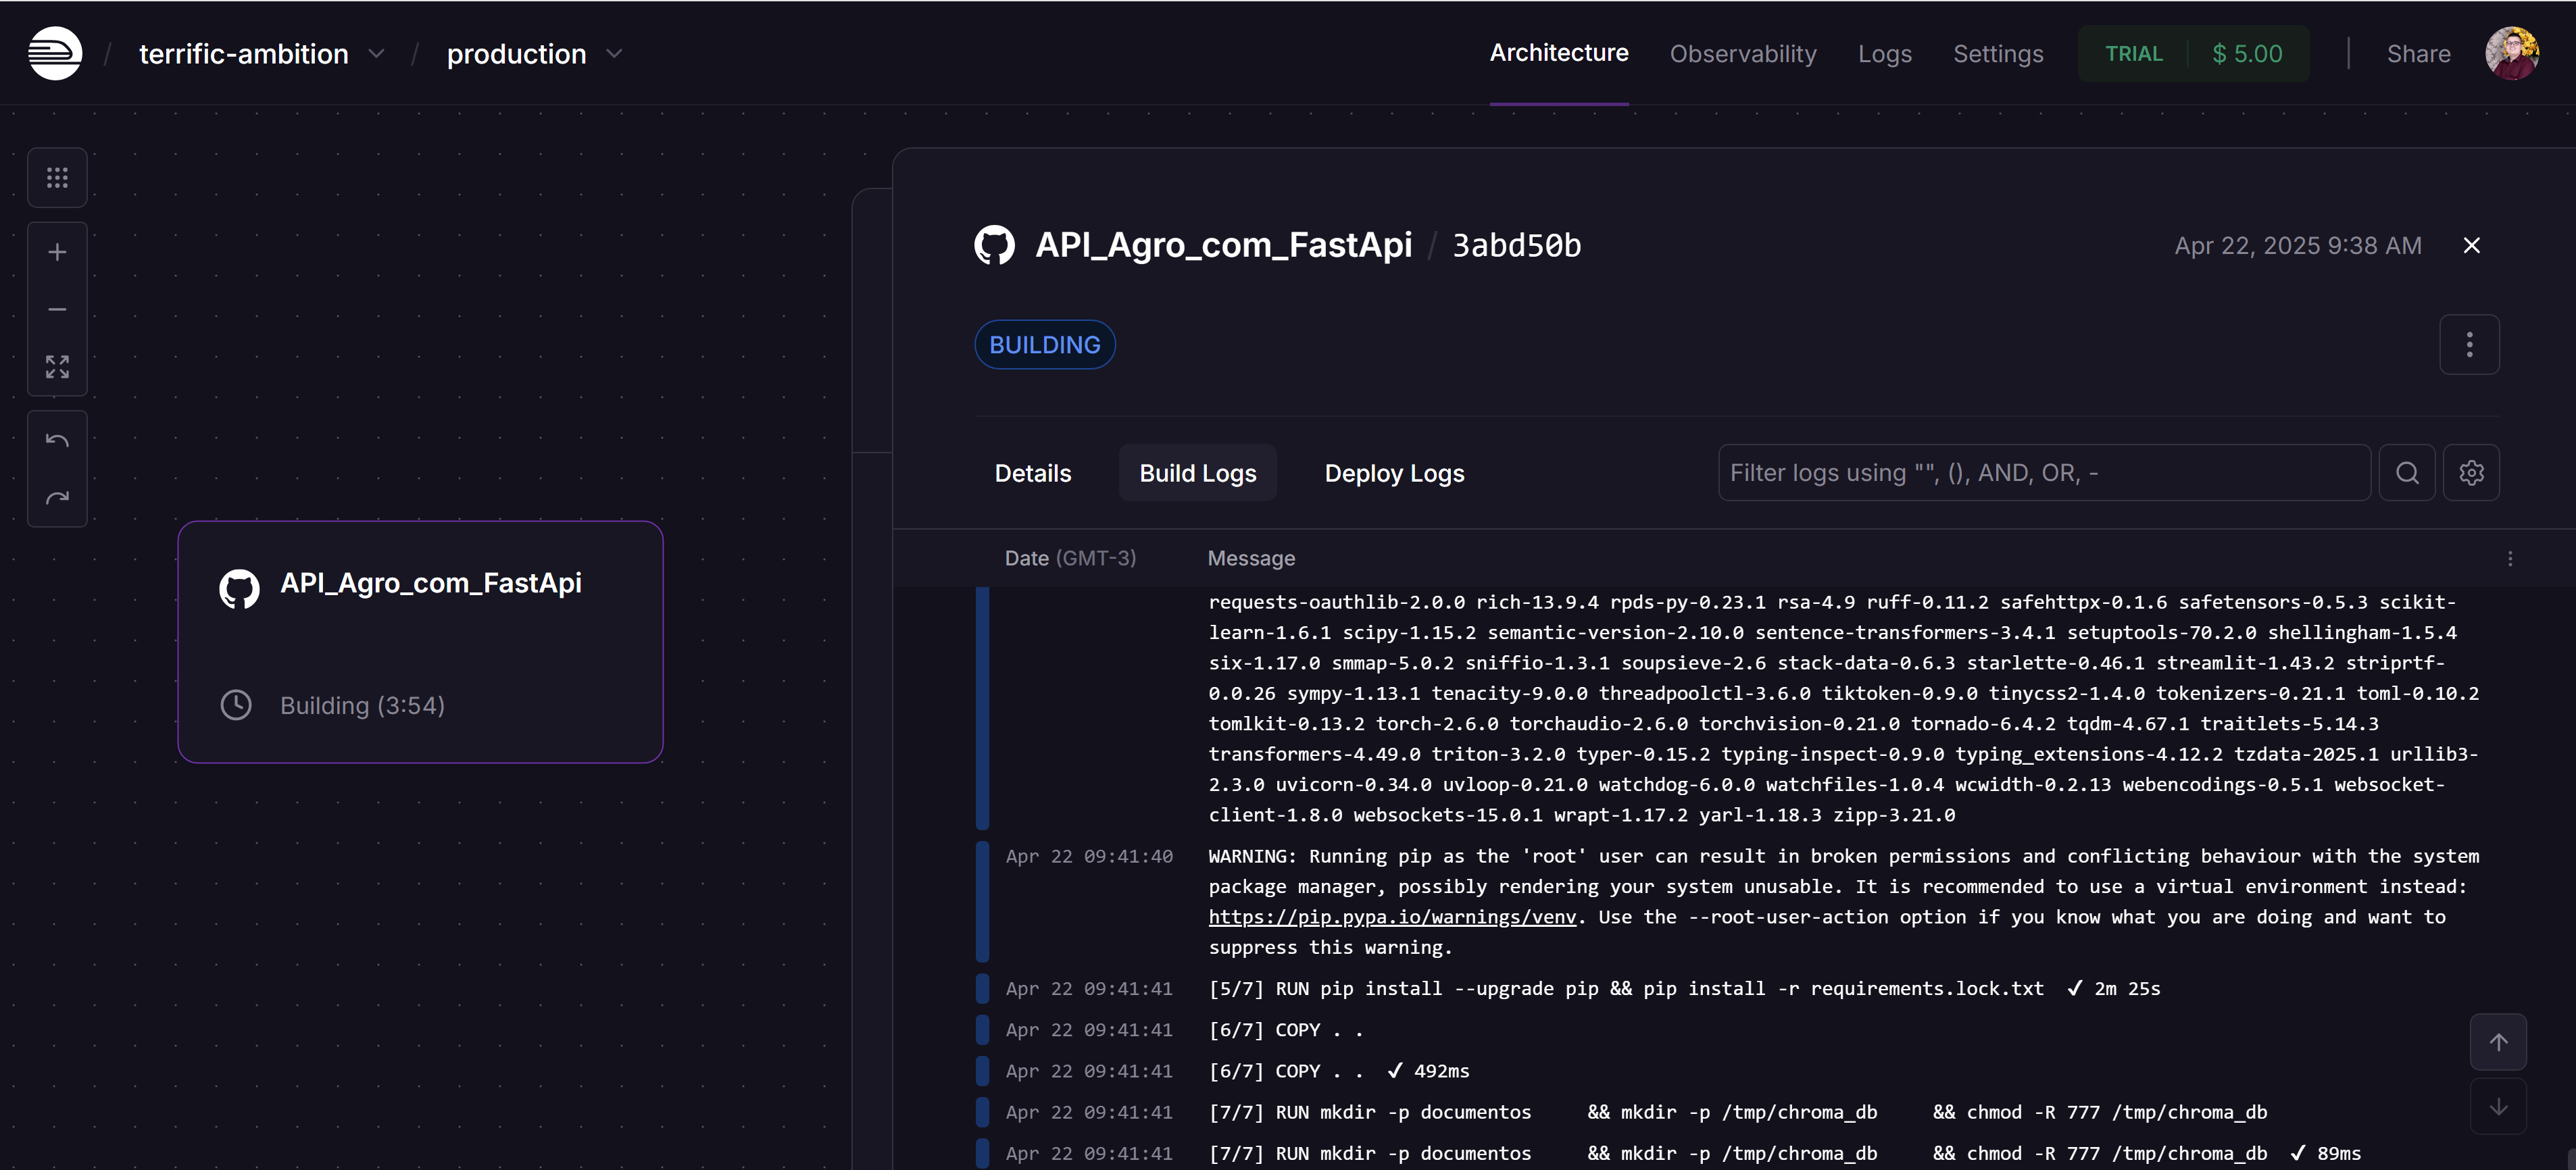 / terrific-ambition / production
Architecture Observability Logs Settings TRIAL $ 5.00 Share
API_Agro_com_FastApi / 3abd50b Apr 22, 2025 9:38 AM
BUILDING
Details Build Logs Deploy Logs Filter logs using "", (), AND, OR, -
API_Agro_com_FastApi
Building (3:54)
Date (GMT-3) Message
requests-oauthlib-2.0.0 rich-13.9.4 rpds-py-0.23.1 rsa-4.9 ruff-0.11.2 safehttpx-0.1.6 safetensors-0.5.3 scikit-
learn-1.6.1 scipy-1.15.2 semantic-version-2.10.0 sentence-transformers-3.4.1 setuptools-70.2.0 shellingham-1.5.4
six-1.17.0 smmap-5.0.2 sniffio-1.3.1 soupsieve-2.6 stack-data-0.6.3 starlette-0.46.1 streamlit-1.43.2 striprtf-
0.0.26 sympy-1.13.1 tenacity-9.0.0 threadpoolctl-3.6.0 tiktoken-0.9.0 tinycss2-1.4.0 tokenizers-0.21.1 toml-0.10.2
tomlkit-0.13.2 torch-2.6.0 torchaudio-2.6.0 torchvision-0.21.0 tornado-6.4.2 tqdm-4.67.1 traitlets-5.14.3
transformers-4.49.0 triton-3.2.0 typer-0.15.2 typing-inspect-0.9.0 typing_extensions-4.12.2 tzdata-2025.1 urllib3-
2.3.0 uvicorn-0.34.0 uvloop-0.21.0 watchdog-6.0.0 watchfiles-1.0.4 wcwidth-0.2.13 webencodings-0.5.1 websocket-
client-1.8.0 websockets-15.0.1 wrapt-1.17.2 yarl-1.18.3 zipp-3.21.0
Apr 22 09:41:40 WARNING: Running pip as the 'root' user can result in broken permissions and conflicting behaviour with the system
package manager, possibly rendering your system unusable. It is recommended to use a virtual environment instead:
https://pip.pypa.io/warnings/venv. Use the --root-user-action option if you know what you are doing and want to
suppress this warning.
Apr 22 09:41:41 [5/7] RUN pip install --upgrade pip && pip install -r requirements.lock.txt ✓ 2m 25s
Apr 22 09:41:41 [6/7] COPY . .
Apr 22 09:41:41 [6/7] COPY . . ✓ 492ms
Apr 22 09:41:41 [7/7] RUN mkdir -p documentos && mkdir -p /tmp/chroma_db && chmod -R 777 /tmp/chroma_db
Apr 22 09:41:41 [7/7] RUN mkdir -p documentos && mkdir -p /tmp/chroma_db && chmod -R 777 /tmp/chroma_db ✓ 89ms